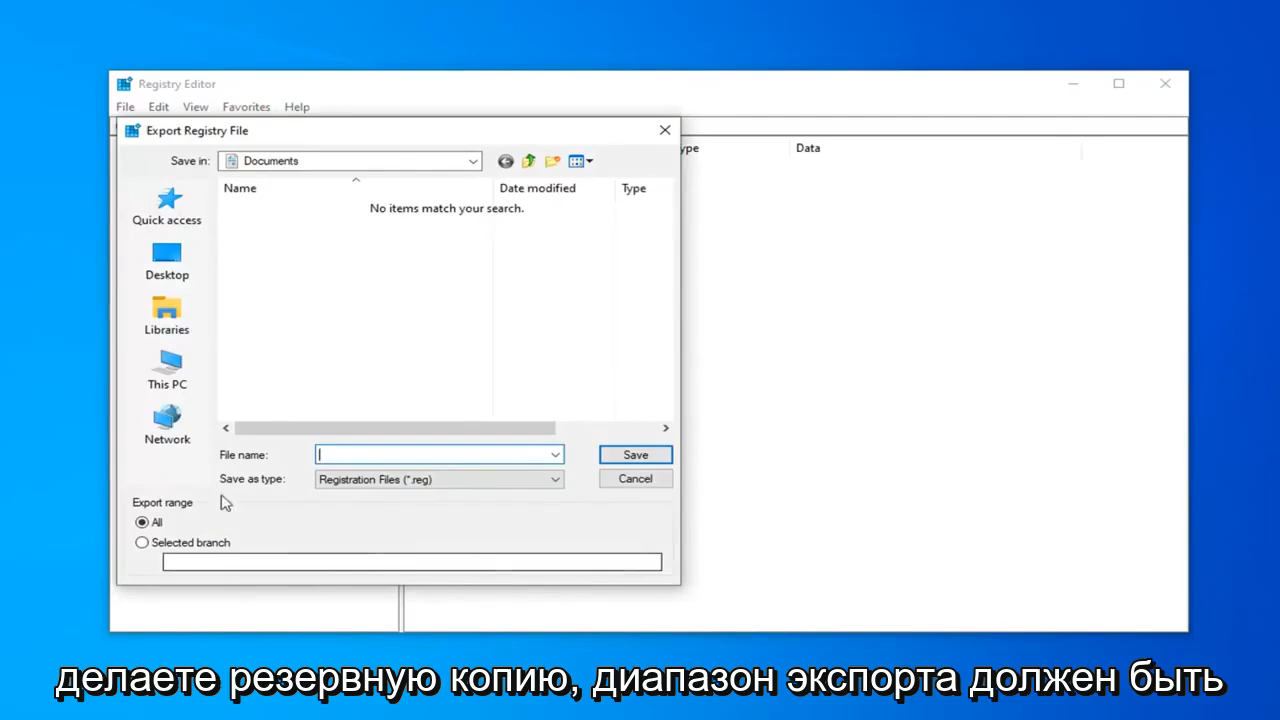 Registry Editor
File Edit View Favorites Help
Export Registry File
Save in: Documents
ype Data
Name Date modified Type
No items match your search.
Quick access
Desktop
Libraries
This PC
Network
File name: Save
Save as type: Registration Files (*.reg) Cancel
Export range
All
Selected branch
делаете резервную копию, диапазон экспорта должен быть